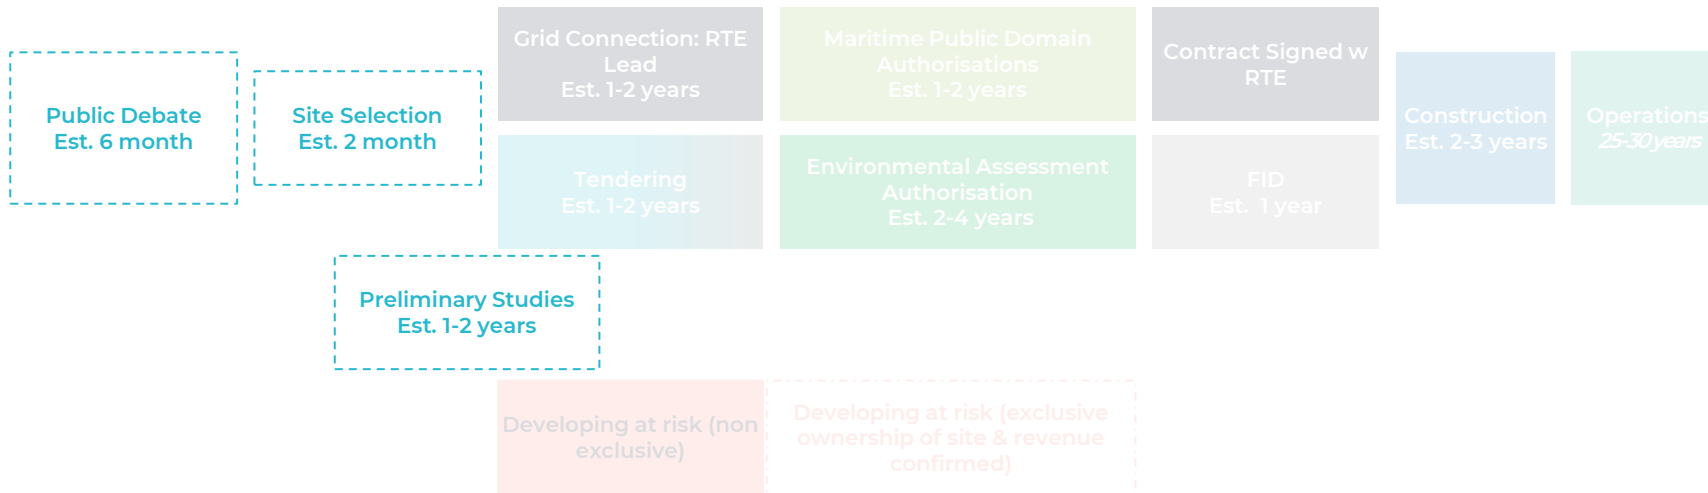 Public Debate
Est. 6 month
Site Selection
Est. 2 month
Grid Connection: RTE
Lead
Est. 1-2 years
Maritime Public Domain
Authorisations
Est. 1-2 years
Contract Signed w
RTE
Tendering
Est. 1-2 years
Environmental Assessment
Authorisation
Est. 2-4 years
FID
Est. 1 year
Construction
Est. 2-3 years
Operations
25-30 years
Preliminary Studies
Est. 1-2 years
Developing at risk (non
exclusive)
Developing at risk (exclusive
ownership of site & revenue
confirmed)